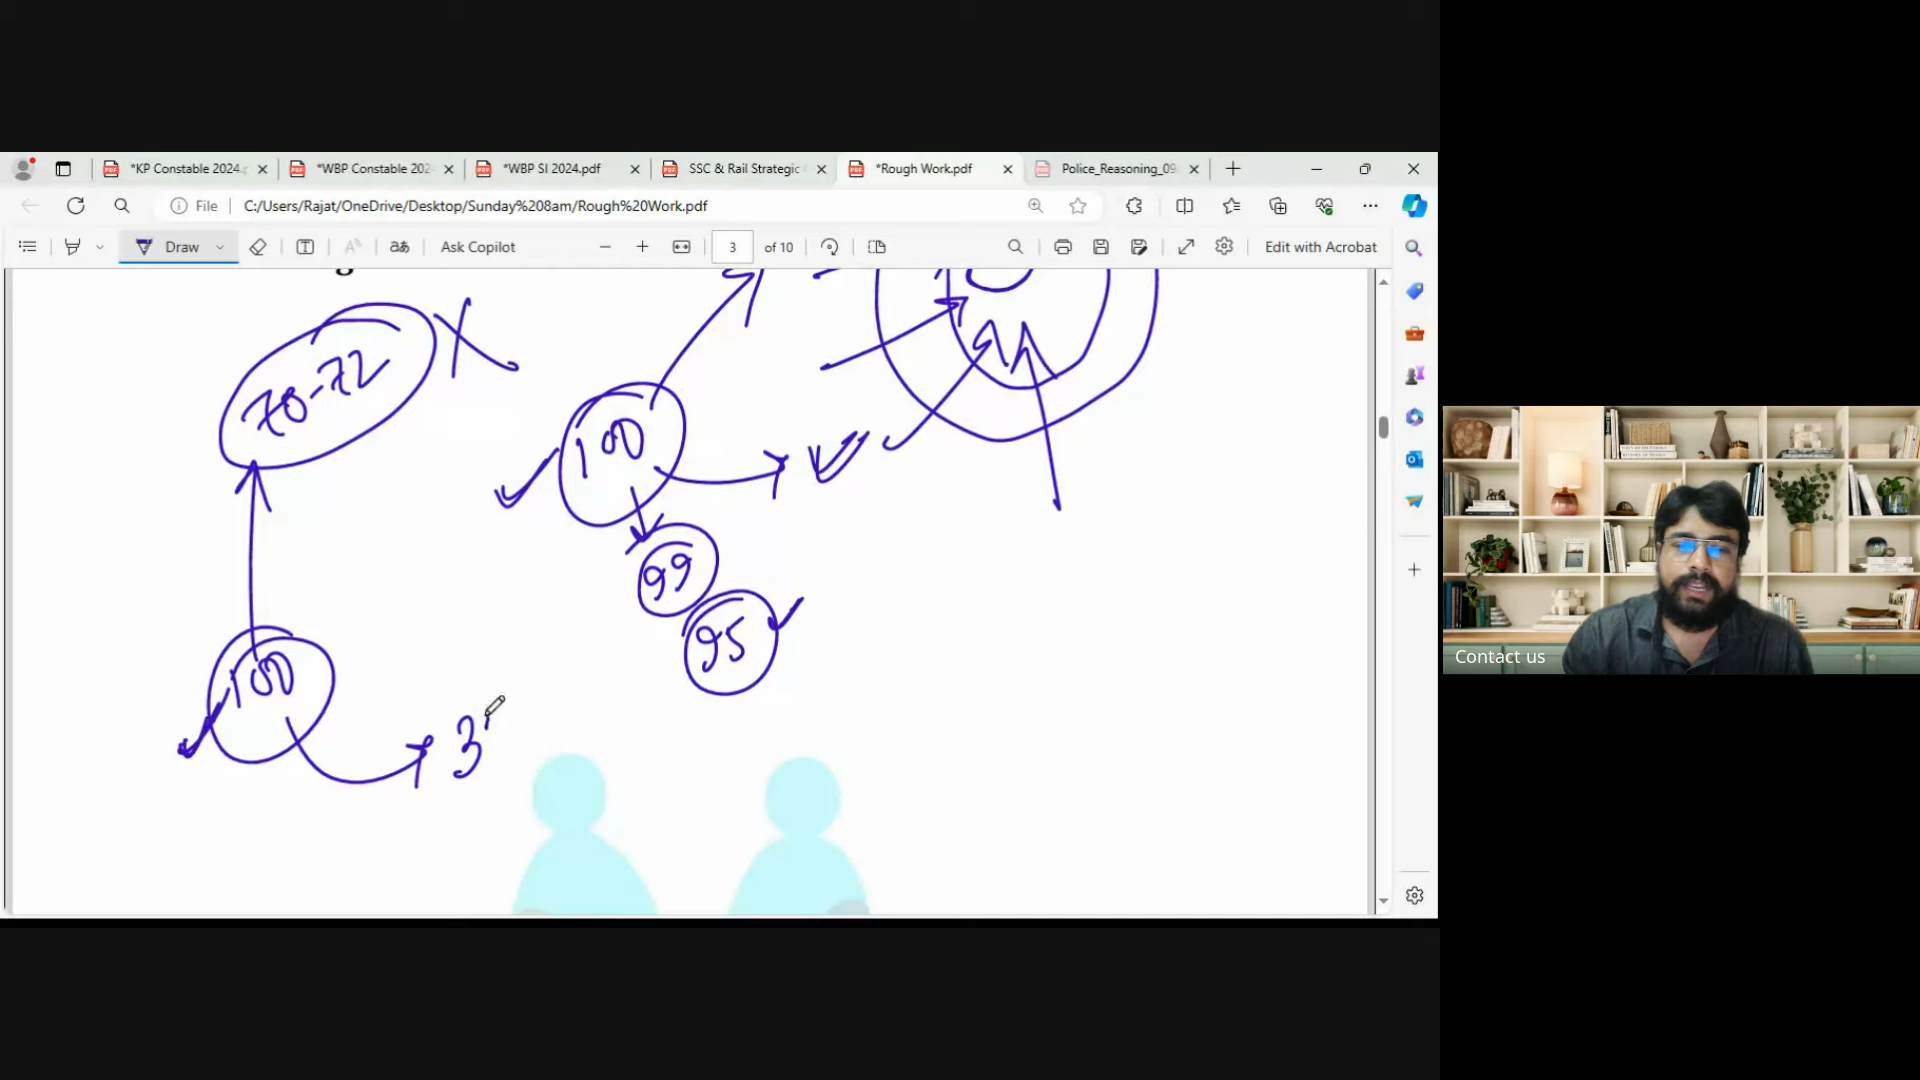 *KP Constable 2024.p
*WBP Constable 202
*WBP SI 2024.pdf
SSC & Rail Strategic
*Rough Work.pdf
Police_Reasoning_09
File
C:/Users/Rajat/OneDrive/Desktop/Sunday%208am/Rough%20Work.pdf
Draw
aあ
Ask Copilot
3
of 10
Edit with Acrobat
70-72
100
99
95
100
3
Contact us